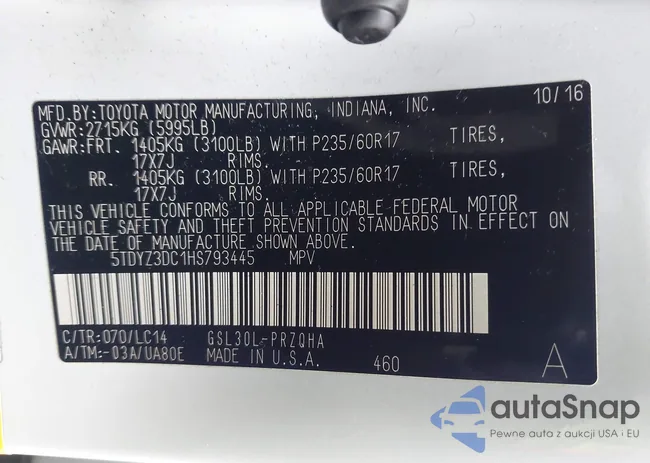 MFD.BY:TOYOTA MOTOR MANUFACTURING, INDIANA, INC. 10/16
GVWR:2715KG (5995LB)
GAWR:FRT. 1405KG (3100LB) WITH P235/60R17 TIRES,
17X7J RIMS.
RR. 1405KG (3100LB) WITH P235/60R17 TIRES,
17X7J RIMS.
THIS VEHICLE CONFORMS TO ALL APPLICABLE FEDERAL MOTOR
VEHICLE SAFETY AND THEFT PREVENTION STANDARDS IN EFFECT ON
THE DATE OF MANUFACTURE SHOWN ABOVE.
5TDYZ3DC1HS793445 MPV
C/TR:070/LC14 GSL30L-PRZQHA
A/TM:-03A/UA80E MADE IN U.S.A. 460 A
autaSnap
Pewne auta z aukcji USA i EU